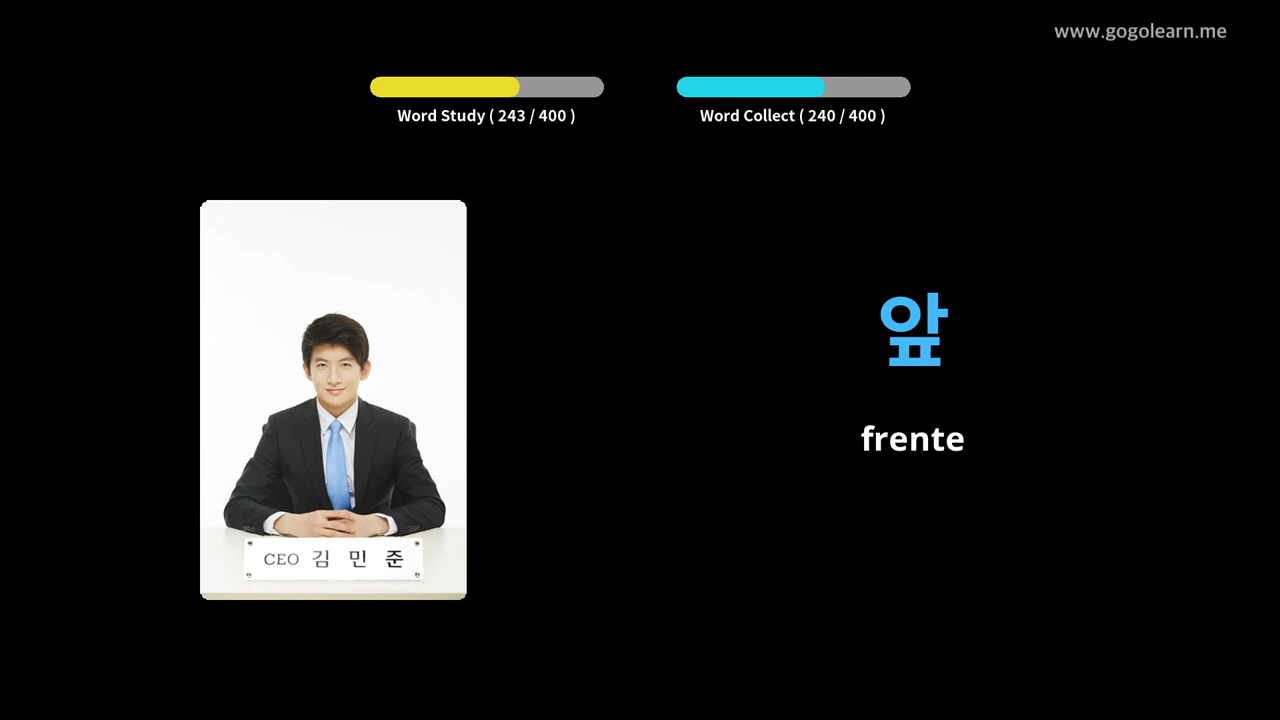 www.gogolearn.me
Word Study ( 243 / 400 )
Word Collect ( 240 / 400 )
앞
frente
CEO 김 민 준